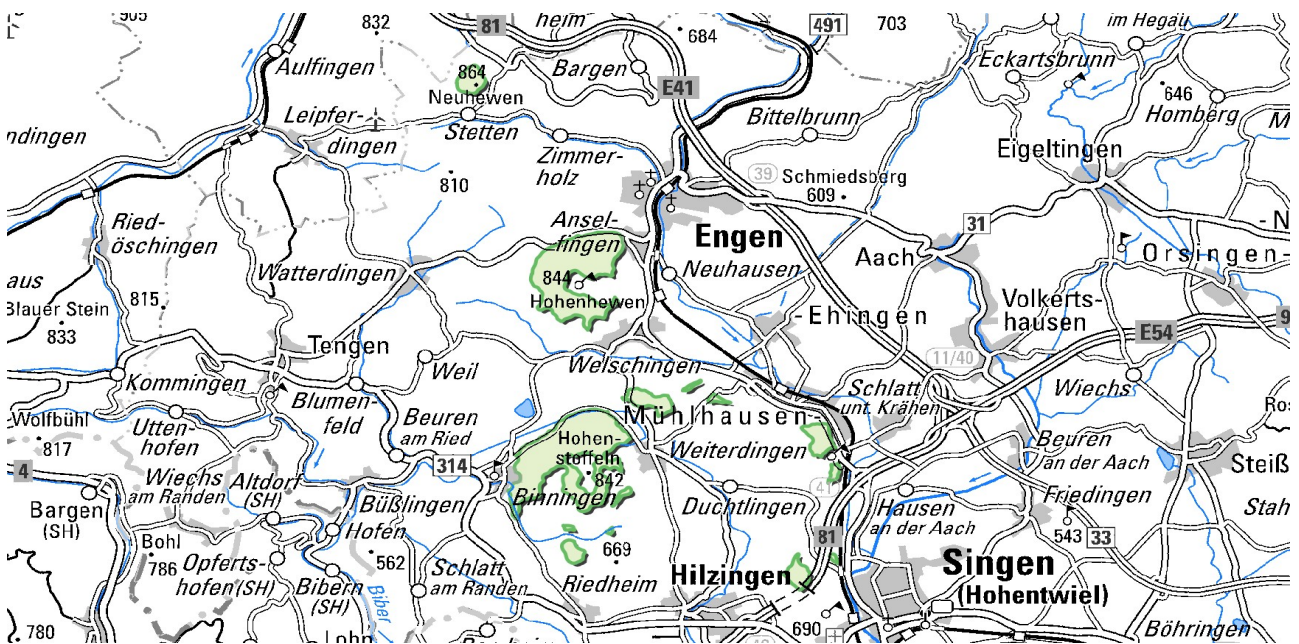 905
832
81
heim
684
491
703
im Hegau
Aulfingen
864
Bargen
Eckartsbrunn
Neuhewen
E41
646
Homberg
ndingen
Leipfer-
dingen
Stetten
Bittelbrunn
M
Zimmer-
holz
Eigeltingen
810
39
Schmiedsberg
609
Ried-
öschingen
Ansel-
fingen
Engen
31
-N
Aach
Orsingen-
aus
Watterdingen
844
Neuhausen
Blauer Stein
815
Hohenhewen
Volkerts-
hausen
833
-Ehingen
E54
9
Tengen
11/40
Kommingen
Weil
Welschingen
Schlatt
unt. Krähen
Wiechs
Wolfbühl
817
Blumen-
feld
Beuren
am Ried
Mühlhausen-
Ros
Utten-
hofen
Hohen-
stoffeln
842
Weiterdingen
Beuren
an der Aach
4
Wiechs
am Randen
Altdorf
(SH)
314
Steiß
Bargen
(SH)
Büßlingen
Binningen
Duchtlingen
41
Hausen
an der Aach
Friedingen
Stah
Hofen
Bohl
786
Opferts-
hofen(SH)
562
669
81
543
33
Bibern
(SH)
Biber
Schlatt
am Randen
Riedheim
Hilzingen
Singen
(Hohentwiel)
780
690
Böhringen